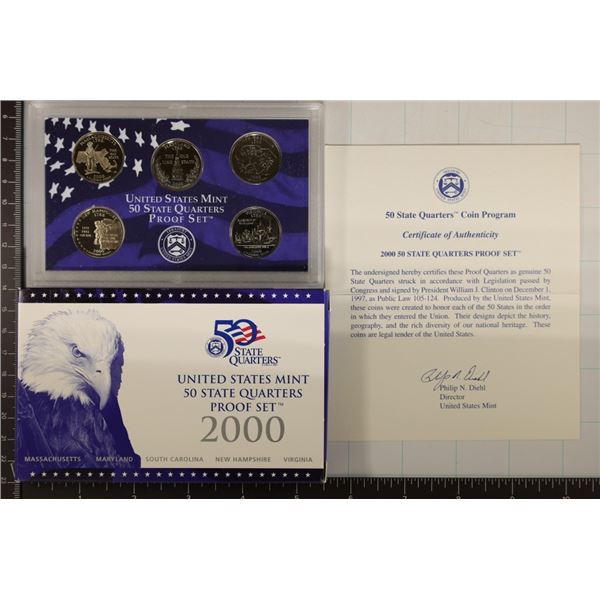 UNITED STATES MINT
50 STATE QUARTERS
PROOF SET™
50 State Quarters™ Coin Program
Certificate of Authenticity
2000 50 STATE QUARTERS PROOF SET™
The undersigned hereby certifies these Proof Quarters as genuine 50
State Quarters struck in accordance with Legislation passed by
Congress and signed by President William J. Clinton on December 1,
1997, as Public Law 105-124. Produced by the United States Mint,
these coins were created to honor each of the 50 States in the order
in which they entered the Union. Their designs depict the history,
geography, and the rich diversity of our national heritage. These
coins are legal tender of the United States.
Philip N. Diehl
Philip N. Diehl
Director
United States Mint
50
STATE
QUARTERS
UNITED STATES MINT
50 STATE QUARTERS
PROOF SET™
2000
MASSACHUSETTS MARYLAND SOUTH CAROLINA NEW HAMPSHIRE VIRGINIA